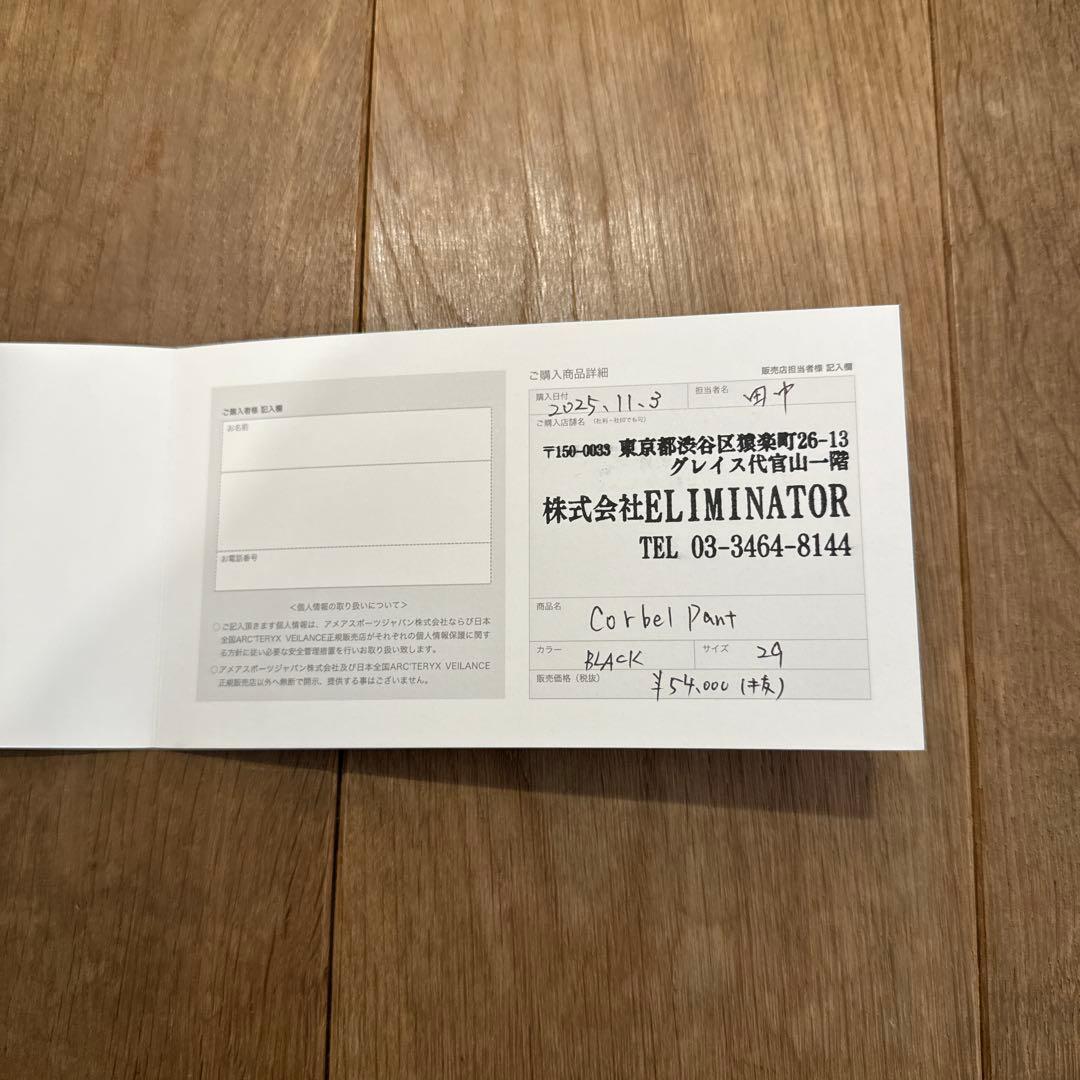 ご購入者様 記入欄
お名前
お電話番号
<個人情報の取り扱いについて>
○ご記入頂きます個人情報は、アメアスポーツジャパン株式会社ならび日本
全国ARC'TERYX VEILANCE正規販売店がそれぞれの個人情報保護に関す
る方針に従い必要な安全管理措置を行いお取り扱い致します。
○アメアスポーツジャパン株式会社及び日本全国ARC'TERYX VEILANCE
正規販売店以外へ無断で開示、提供する事はございません。
ご購入商品詳細
販売店担当者様 記入欄
購入日付
2025.11.3
担当者名
田中
ご購入店舗名 (社判・社印でも可)
〒150-0033 東京都渋谷区猿楽町26-13
グレイス代官山一階
株式会社ELIMINATOR
TEL 03-3464-8144
商品名
Corbel Pant
カラー
BLACK
サイズ
29
販売価格(税抜)
¥54.000 (抜)